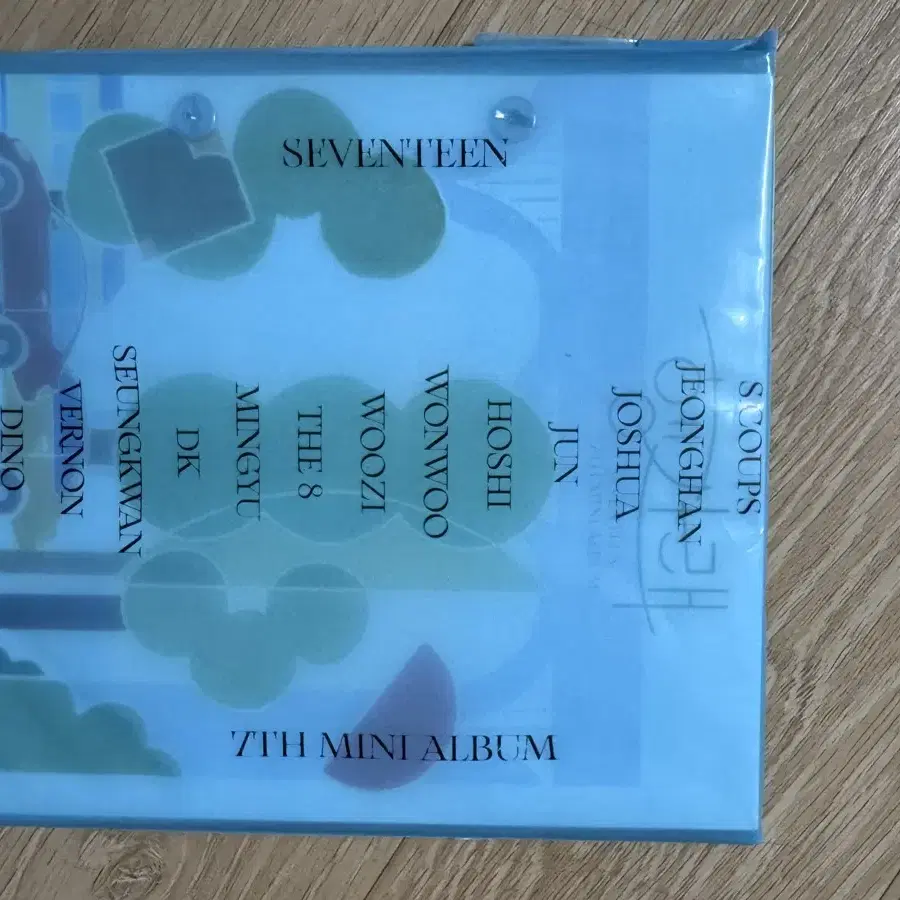 SEVENTEEN
S.COUPS
JEONGHAN
JOSHUA
JUN
HOSHI
WONWOO
WOOZI
THE 8
MINGYU
DK
SEUNGKWAN
VERNON
DINO
7TH MINI ALBUM